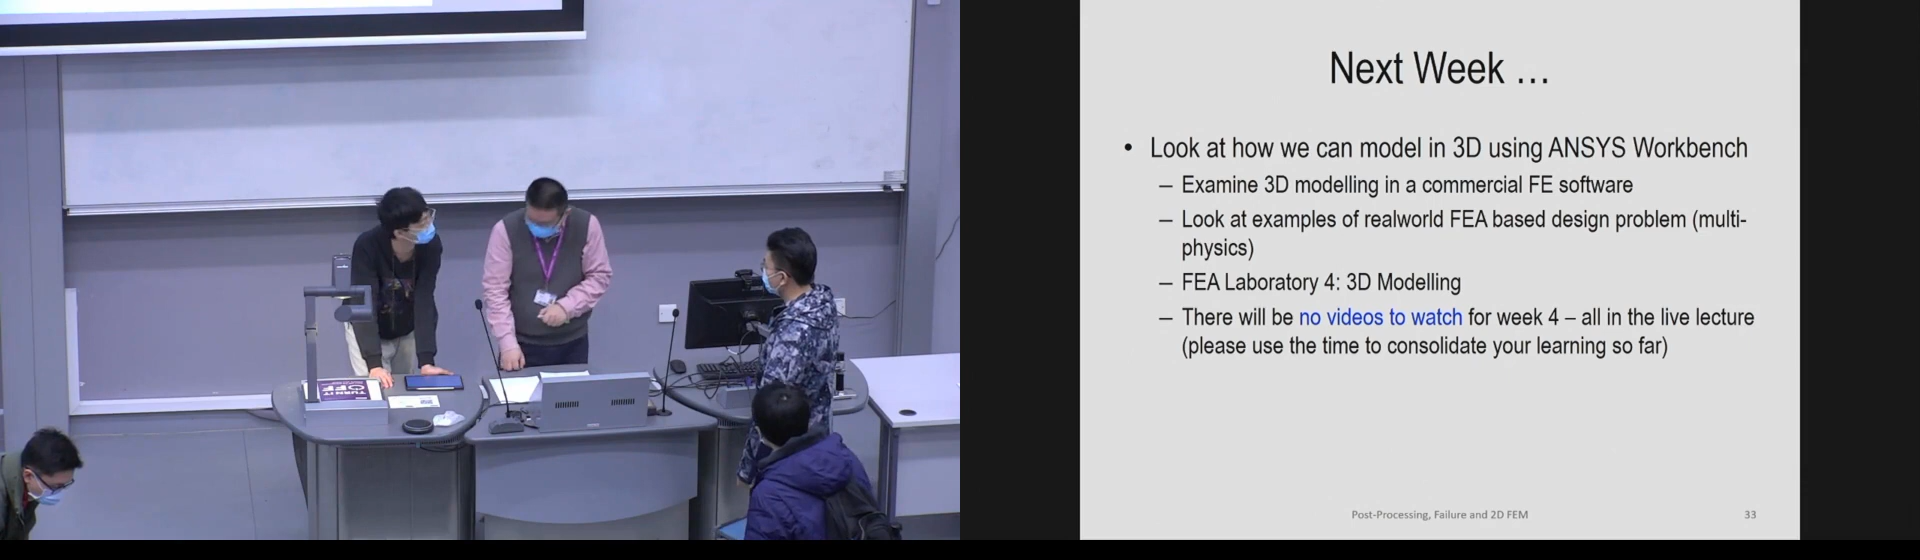 Next Week …
• Look at how we can model in 3D using ANSYS Workbench
– Examine 3D modelling in a commercial FE software
– Look at examples of realworld FEA based design problem (multi-
physics)
– FEA Laboratory 4: 3D Modelling
– There will be no videos to watch for week 4 – all in the live lecture
(please use the time to consolidate your learning so far)
Post-Processing, Failure and 2D FEM
33
TURN IT
OFF